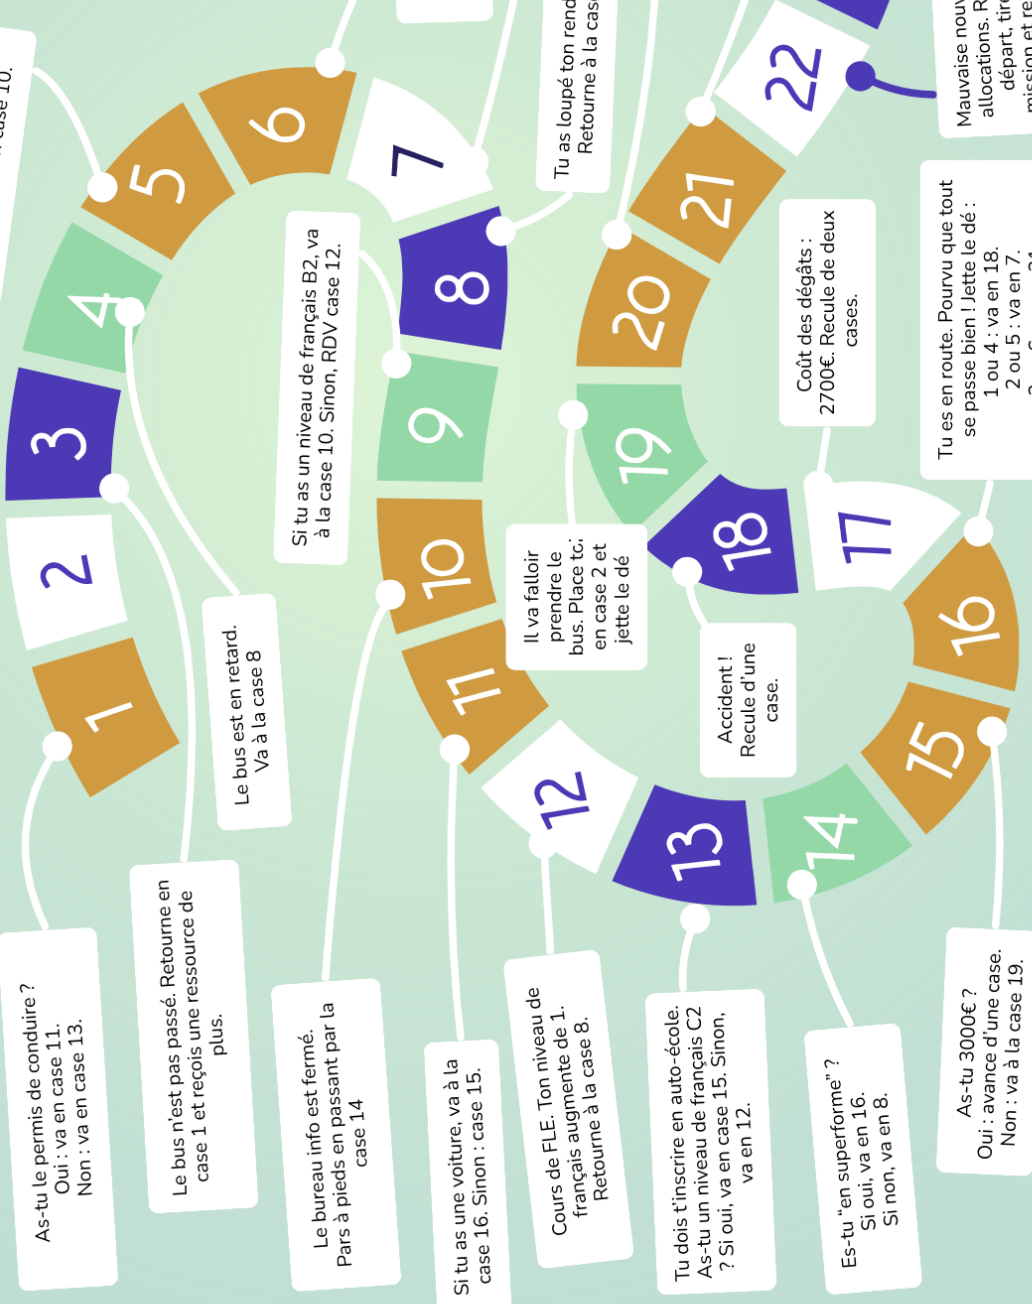 As-tu le permis de conduire ?
Oui : va en case 11.
Non : va en case 13.
Le bus n'est pas passé. Retourne en
case 1 et reçois une ressource de
plus.
Le bureau info est fermé.
Pars à pieds en passant par la
case 14
Si tu as une voiture, va à la
case 16. Sinon : case 15.
Cours de FLE. Ton niveau de
français augmente de 1.
Retourne à la case 8.
Tu dois t'inscrire en auto-école.
As-tu un niveau de français C2
? Si oui, va en case 15. Sinon,
va en 12.
Es-tu "en superforme" ?
Si oui, va en 16.
Si non, va en 8.
As-tu 3000€ ?
Oui : avance d'une case.
Non : va à la case 19.
Le bus est en retard.
Va à la case 8
Accident !
Recule d'une
case.
Il va falloir
prendre le
bus. Place
en case 2 et
jette le dé
Si tu as un niveau de français B2, va
à la case 10. Sinon, RDV case 12.
Coût des dégâts :
2700€. Recule de deux
cases.
Tu es en route. Pourvu que tout
se passe bien ! Jette le dé :
1 ou 4 : va en 18.
2 ou 5 : va en 7.
Tu as loupé ton
Retourne à la
Mauvaise
allocations.
départ,
mission et
case 10.
1
2
3
4
5
6
7
8
9
10
11
12
13
14
15
16
17
18
19
20
21
22